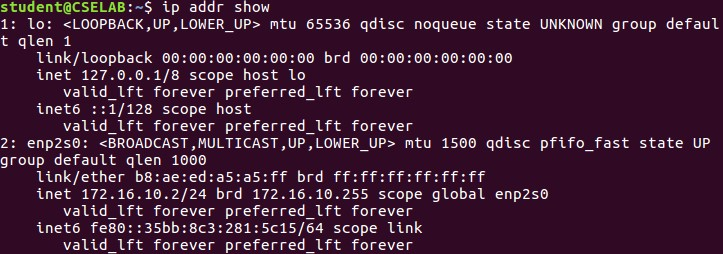 student@CSELAB:~$ ip addr show
1: lo: <LOOPBACK,UP,LOWER_UP> mtu 65536 qdisc noqueue state UNKNOWN group defaul
t qlen 1
    link/loopback 00:00:00:00:00:00 brd 00:00:00:00:00:00
    inet 127.0.0.1/8 scope host lo
       valid_lft forever preferred_lft forever
    inet6 ::1/128 scope host
       valid_lft forever preferred_lft forever
2: enp2s0: <BROADCAST,MULTICAST,UP,LOWER_UP> mtu 1500 qdisc pfifo_fast state UP
group default qlen 1000
    link/ether b8:ae:ed:a5:a5:ff brd ff:ff:ff:ff:ff:ff
    inet 172.16.10.2/24 brd 172.16.10.255 scope global enp2s0
       valid_lft forever preferred_lft forever
    inet6 fe80::35bb:8c3:281:5c15/64 scope link
       valid_lft forever preferred_lft forever